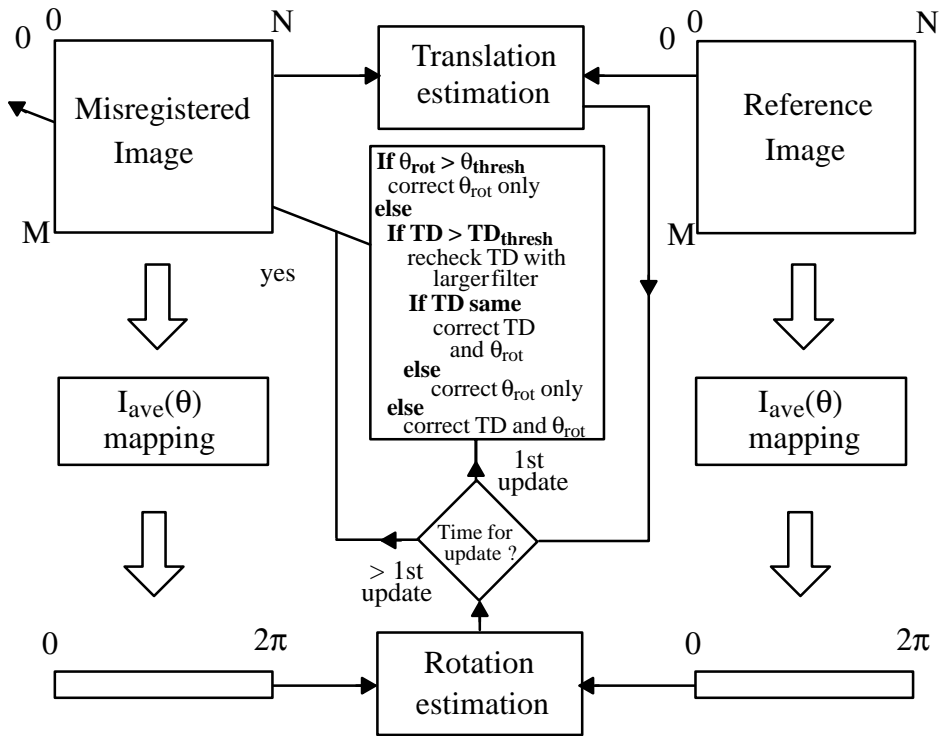 0
N
0
Misregistered
Image
M
Translation
estimation
0
N
0
Reference
Image
M
If θrot > θthresh
correct θrot only
else
If TD > TDthresh
recheck TD with
larger filter
If TD same
correct TD
and θrot
else
correct θrot only
else
correct TD and θrot
yes
Iave(θ)
mapping
Iave(θ)
mapping
1st
update
Time for
update ?
> 1st
update
0
2π
Rotation
estimation
0
2π